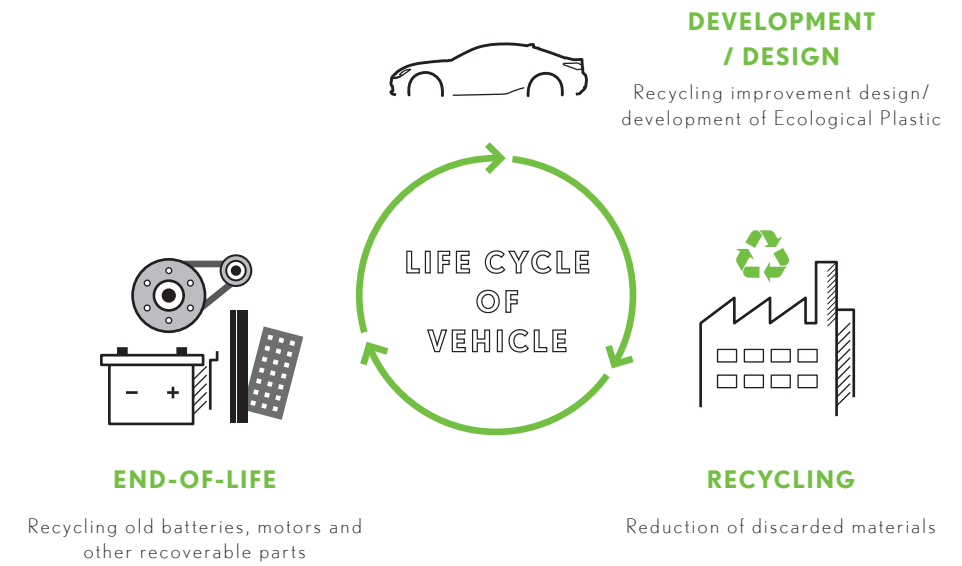 DEVELOPMENT
/ DESIGN
Recycling improvement design/
development of Ecological Plastic
LIFE CYCLE
OF
VEHICLE
END-OF-LIFE
Recycling old batteries, motors and
other recoverable parts
RECYCLING
Reduction of discarded materials